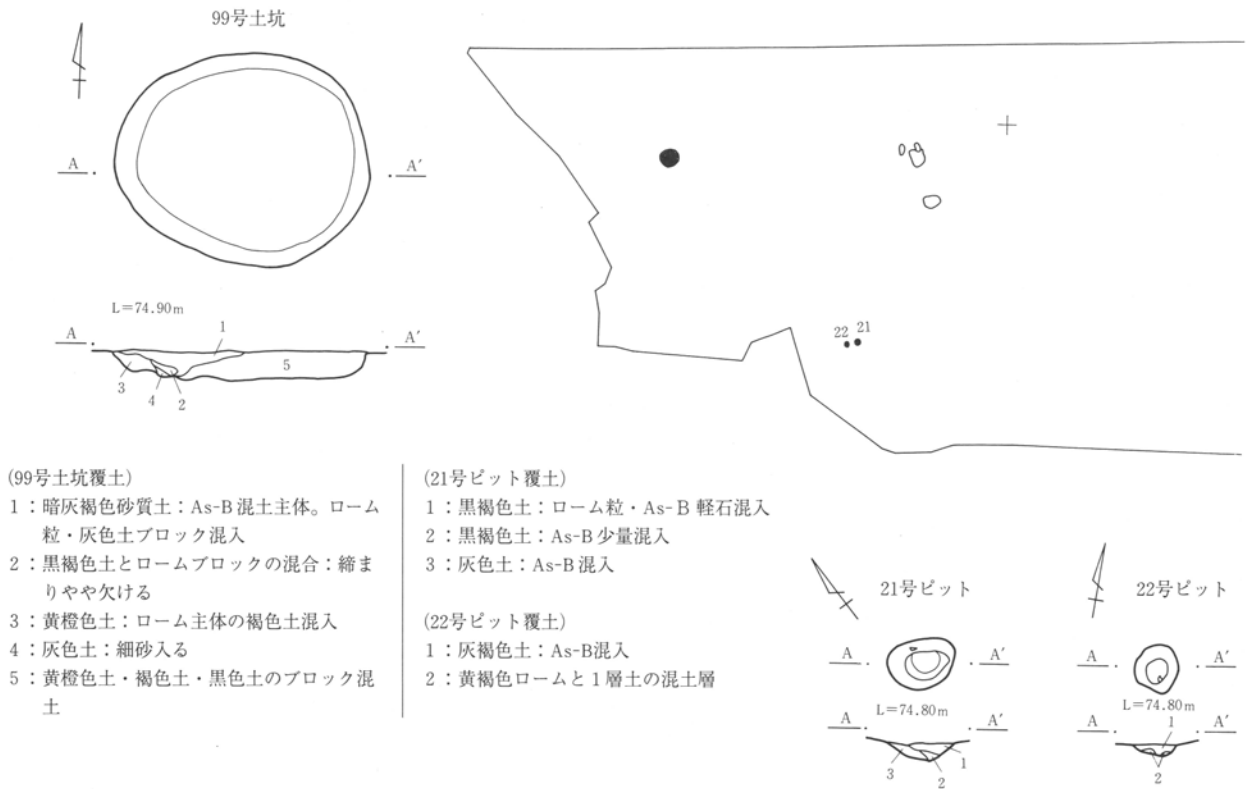 99号土坑
A
A′
L=74.90m
A
1
A′
5
3
4
2
22 21
(99号土坑覆土)
1:暗灰褐色砂質土:As-B混土主体。ローム
粒・灰色土ブロック混入
2:黒褐色土とロームブロックの混合:締ま
りやや欠ける
3:黄橙色土:ローム主体の褐色土混入
4:灰色土:細砂入る
5:黄橙色土・褐色土・黒色土のブロック混
土
(21号ピット覆土)
1:黒褐色土:ローム粒・As-B軽石混入
2:黒褐色土:As-B少量混入
3:灰色土:As-B混入
(22号ピット覆土)
1:灰褐色土:As-B混入
2:黄褐色ロームと1層土の混土層
21号ピット
A
A′
L=74.80m
A
A′
3
2
1
22号ピット
A
A′
L=74.80m
A
1
A′
2